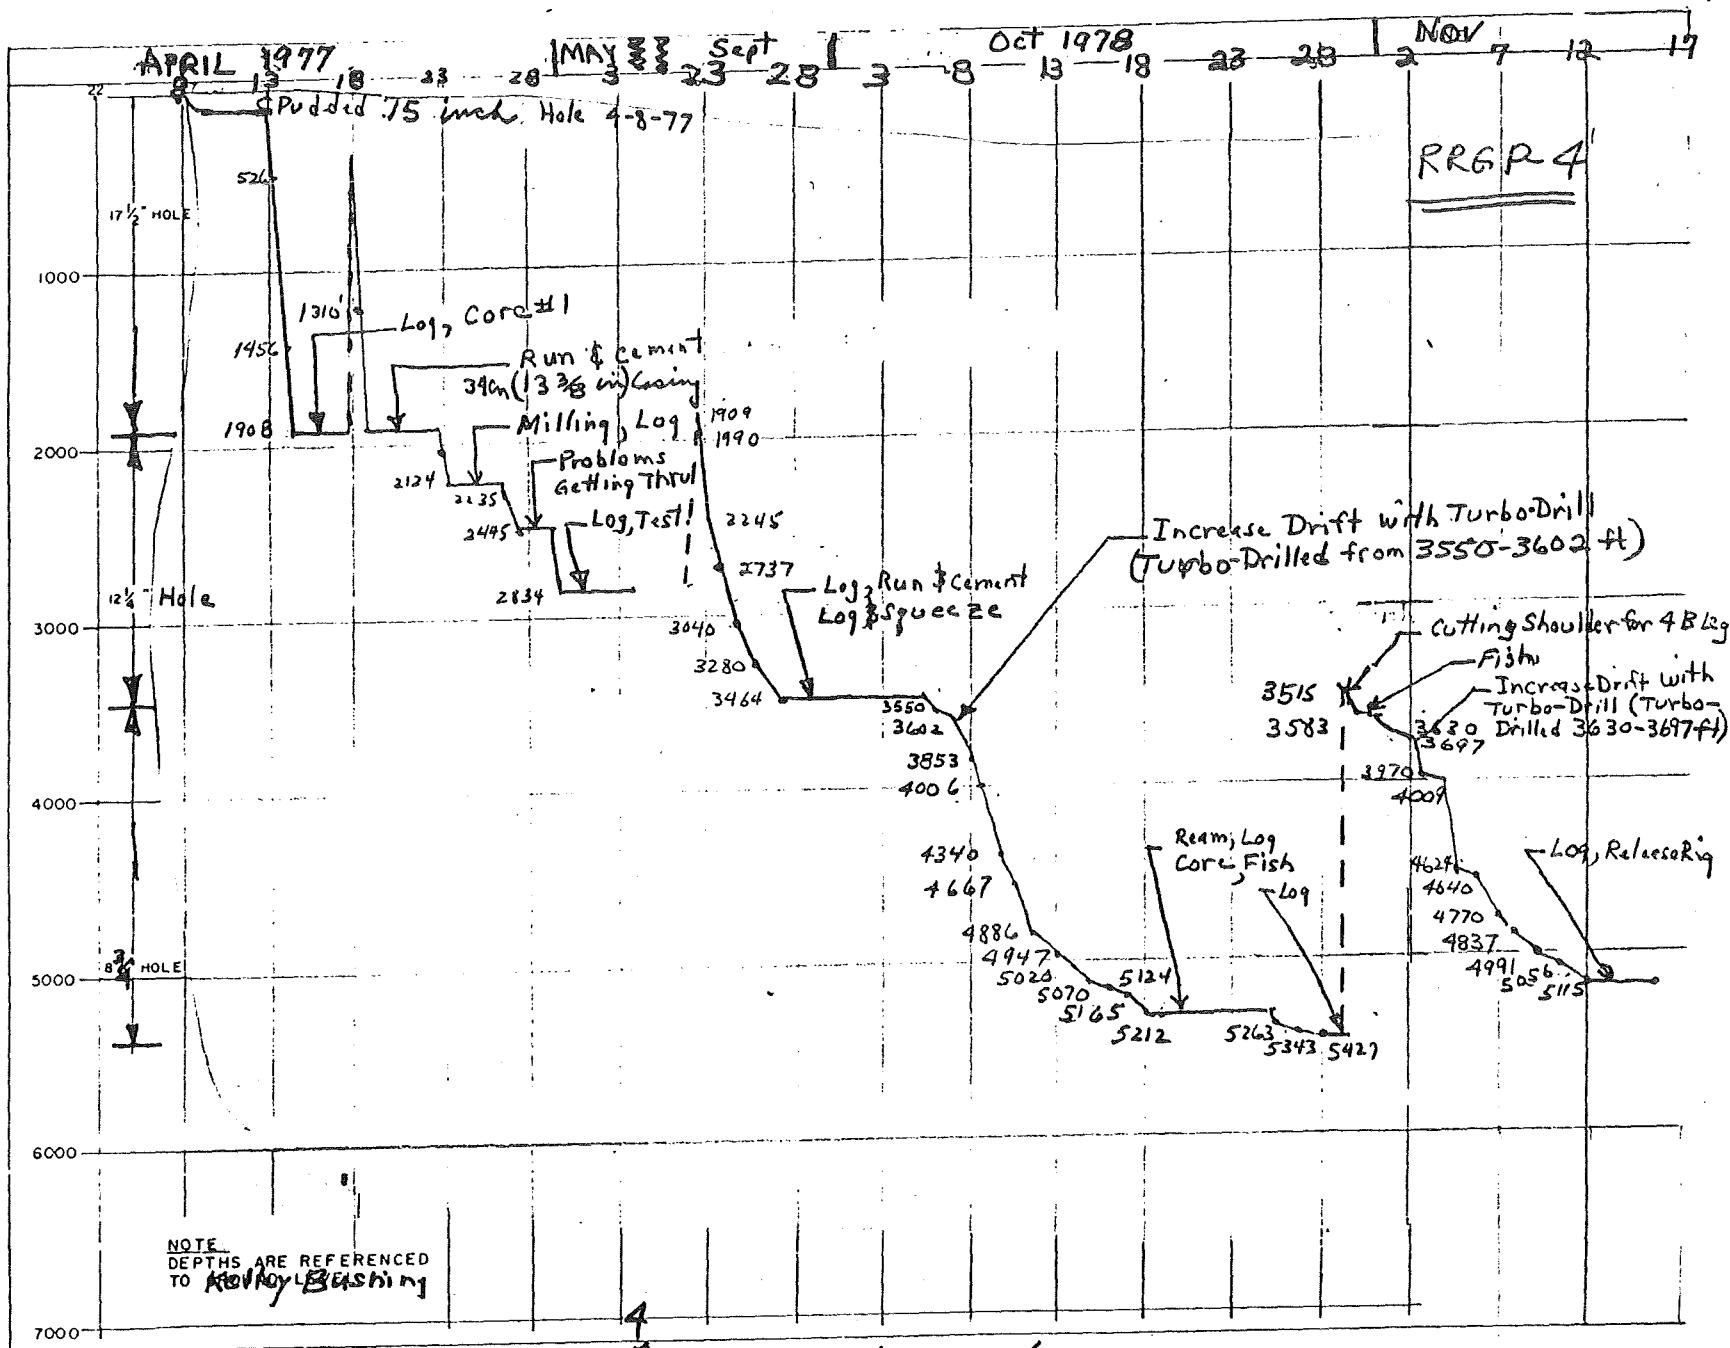 APRIL 1977 MAY Sept Oct 1978 NOV
8 13 18 23 28 3 23 28 3 8 13 18 23 28 2 7 12 17
22
SPudded .75 inch Hole 4-8-77
RRGP-4
526
17½" HOLE
1000
1310'
Log, Core #1
1456
Run & Cement
34cm (13 3/8 in) Casing
1908
Milling, Log
1909
1990
2000
Problems
Getting Thru
2124
2235
2445
Log, Test
2245
Increase Drift with Turbo-Drill
(Turbo-Drilled from 3550-3602 ft)
2737
12¼" Hole
2834
Log, Run & Cement
Log & Squeeze
3000
3040
Cutting Shoulder for 4B Leg
Fish
3280
3464
3515
Increase Drift with
Turbo-Drill (Turbo-
Drilled 3630-3697 ft)
3550
3602
3583
3630
3697
3853
3970
4006
4009
4000
4340
Ream, Log
Core, Fish
Log
Log, Release Rig
4624
4640
4667
4770
4837
4886
4947
4991
5020
5124
5056
5070
5115
8¾" HOLE
5000
5165
5212
5263
5343
5427
6000
NOTE
DEPTHS ARE REFERENCED
TO Kelley Bushing
7000
4